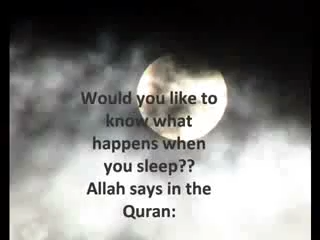 Would you like to
know what
happens when
you sleep??
Allah says in the
Quran: